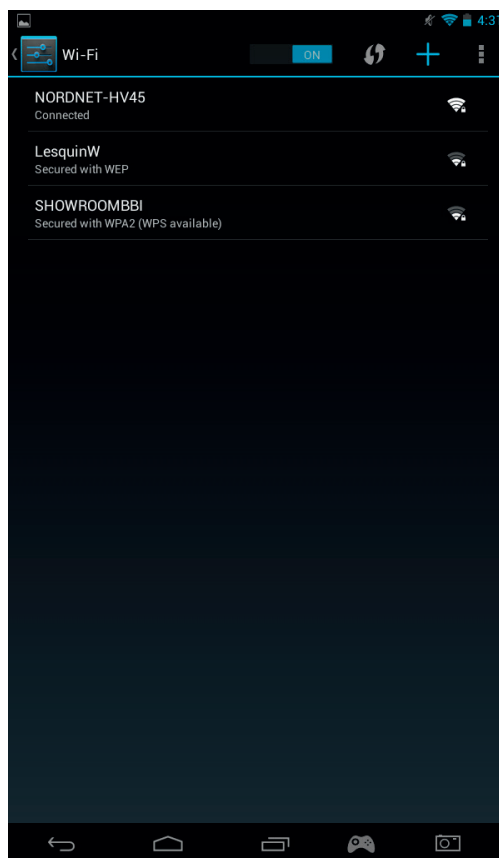 4:37
Wi-Fi
ON
NORDNET-HV45
Connected
LesquinW
Secured with WEP
SHOWROOMBBI
Secured with WPA2 (WPS available)